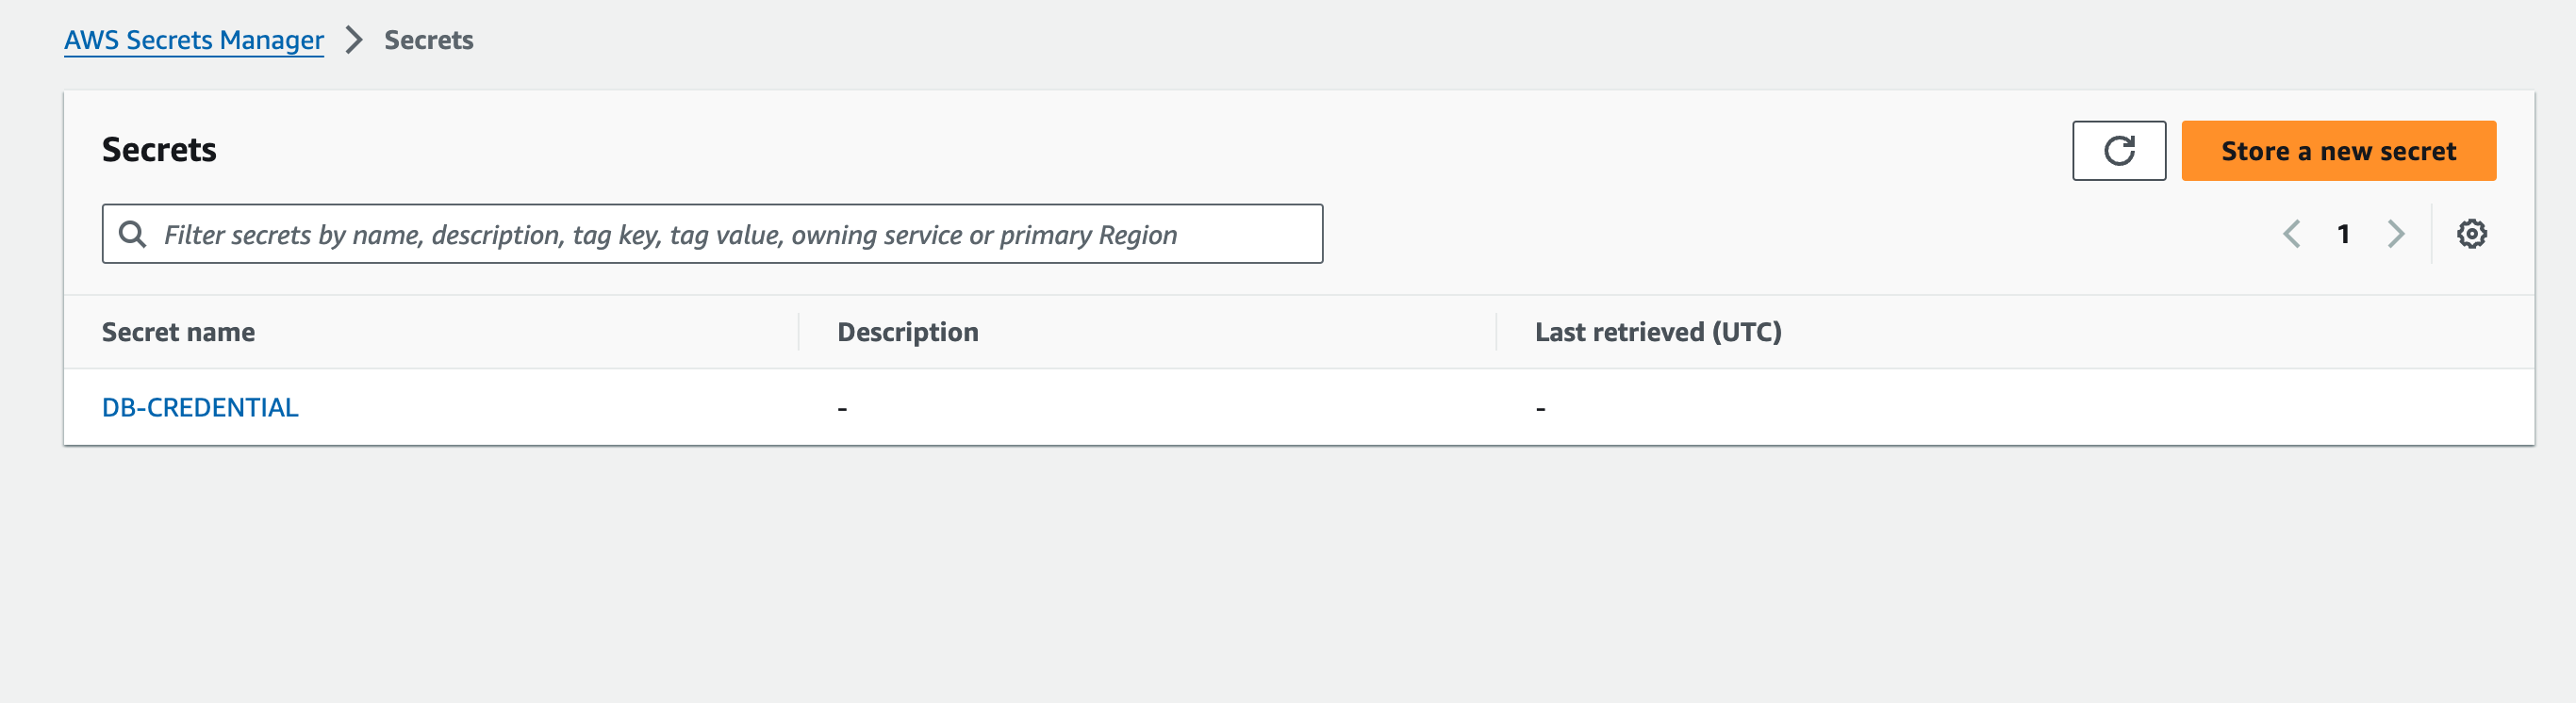 AWS Secrets Manager > Secrets
Secrets
Store a new secret
Filter secrets by name, description, tag key, tag value, owning service or primary Region
1
Secret name Description Last retrieved (UTC)
DB-CREDENTIAL - -